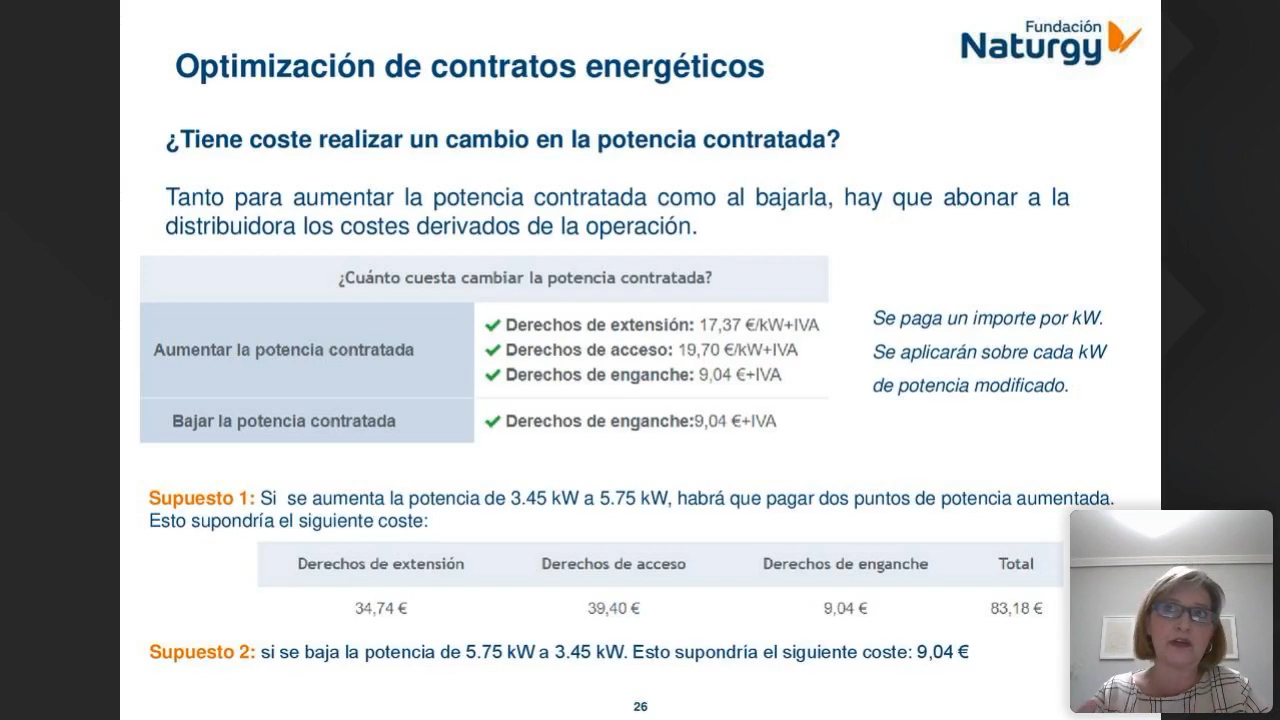 Fundación
Naturgy
Optimización de contratos energéticos
¿Tiene coste realizar un cambio en la potencia contratada?
Tanto para aumentar la potencia contratada como al bajarla, hay que abonar a la
distribuidora los costes derivados de la operación.
¿Cuánto cuesta cambiar la potencia contratada?
Aumentar la potencia contratada
Derechos de extensión: 17,37 €/kW+IVA
Derechos de acceso: 19,70 €/kW+IVA
Derechos de enganche: 9,04 €+IVA
Bajar la potencia contratada
Derechos de enganche:9,04 €+IVA
Se paga un importe por kW.
Se aplicarán sobre cada kW
de potencia modificado.
Supuesto 1: Si se aumenta la potencia de 3.45 kW a 5.75 kW, habrá que pagar dos puntos de potencia aumentada.
Esto supondría el siguiente coste:
Derechos de extensión Derechos de acceso Derechos de enganche Total
34,74 € 39,40 € 9,04 € 83,18 €
Supuesto 2: si se baja la potencia de 5.75 kW a 3.45 kW. Esto supondria el siguiente coste: 9,04 €
26